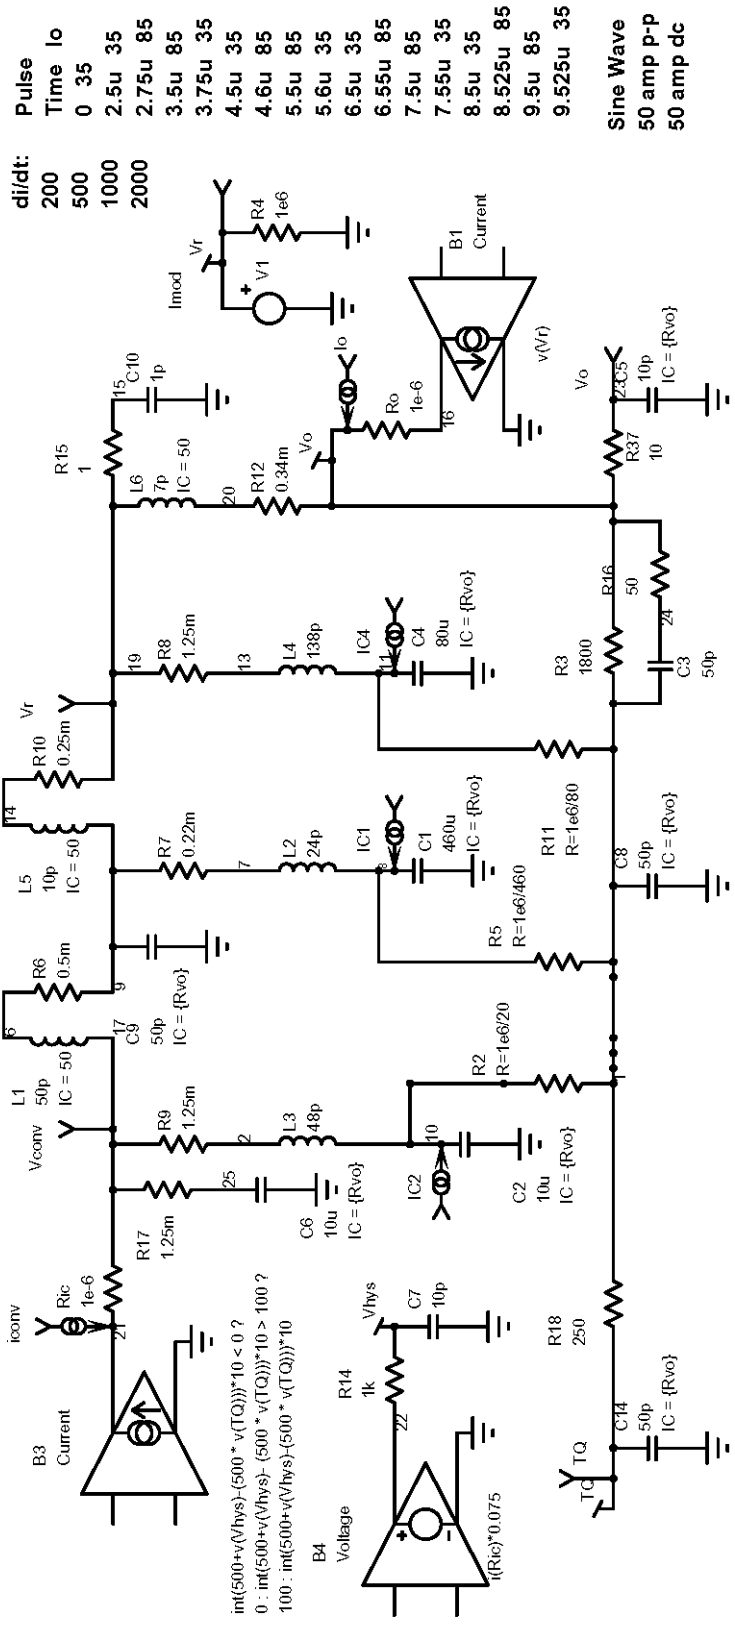 di/dt:
200
500
1000
2000
Pulse
Time Io
0 35
2.5u 35
2.75u 85
3.5u 85
3.75u 35
4.5u 35
4.6u 85
5.5u 85
5.6u 35
6.5u 35
6.55u 85
7.5u 85
7.55u 35
8.5u 35
8.525u 85
9.5u 85
9.525u 35
Sine Wave
50 amp p-p
50 amp dc
B3
Current
iconv
21
Ric
1e-6
R17
1.25m
25
C6
10u
IC = {Rvo}
Vconv
R9
1.25m
2
L3
48p
10
IC2
C2
10u
IC = {Rvo}
L1
50p
IC = 50
6
R6
0.5m
9
17
C9
50p
IC = {Rvo}
L5
10p
IC = 50
14
R10
0.25m
R7
0.22m
7
L2
24p
8
IC1
C1
460u
IC = {Rvo}
Vr
19
R8
1.25m
13
L4
138p
11
IC4
C4
80u
IC = {Rvo}
R15
1
15
C10
1p
L6
7p
IC = 50
20
R12
0.34m
Vo
Io
Ro
1e-6
16
Imod
Vr
+
V1
R4
1e6
B1
Current
v(Vr)
int(500+v(Vhys)-(500 * v(TQ)))*10 < 0 ?
0 : int(500+v(Vhys)- (500 * v(TQ)))*10 > 100 ?
100 : int(500+v(Vhys)-(500 * v(TQ)))*10
B4
Voltage
+
–
i(Ric)*0.075
22
R14
1k
Vhys
C7
10p
TQ
TQ
C14
50p
IC = {Rvo}
R18
250
1
R2
R=1e6/20
R5
R=1e6/460
C8
50p
IC = {Rvo}
R11
R=1e6/80
R3
1800
C3
50p
24
R16
50
R37
10
Vo
23
C5
10p
IC = {Rvo}